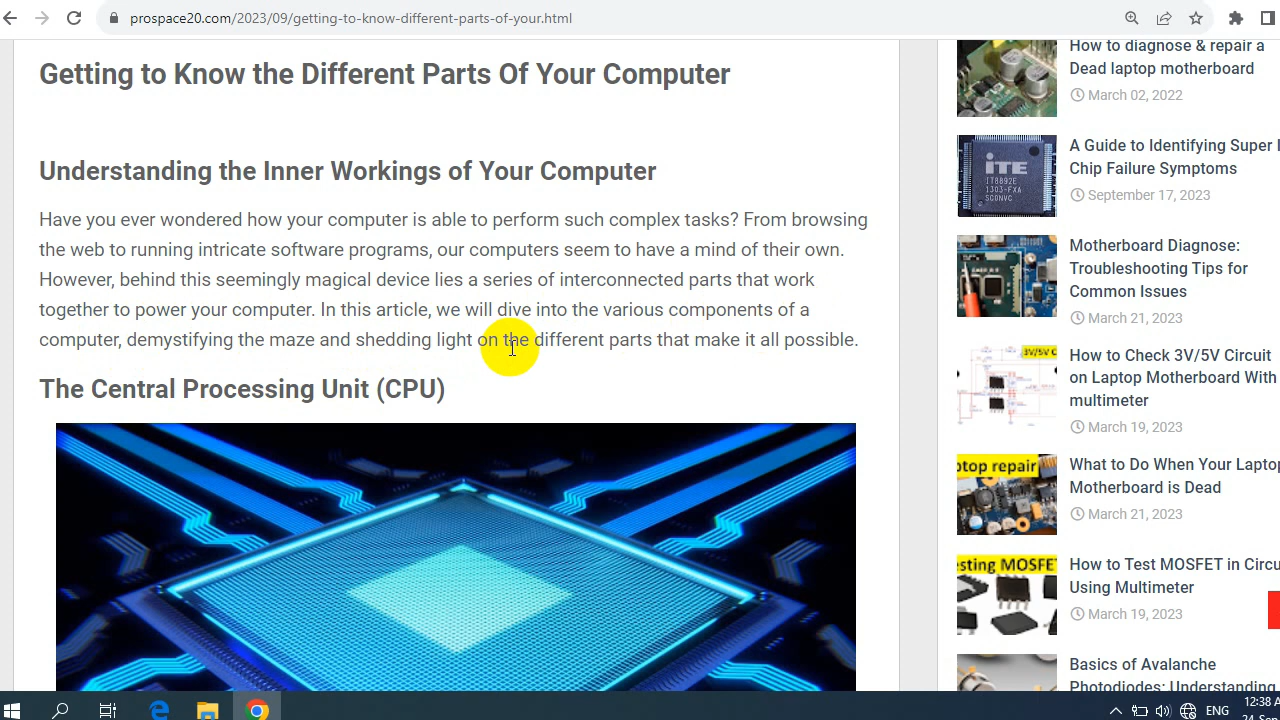 prospace20.com/2023/09/getting-to-know-different-parts-of-your.html
Getting to Know the Different Parts Of Your Computer
Understanding the Inner Workings of Your Computer
Have you ever wondered how your computer is able to perform such complex tasks? From browsing
the web to running intricate software programs, our computers seem to have a mind of their own.
However, behind this seemingly magical device lies a series of interconnected parts that work
together to power your computer. In this article, we will dive into the various components of a
computer, demystifying the maze and shedding light on the different parts that make it all possible.
The Central Processing Unit (CPU)
How to diagnose & repair a
Dead laptop motherboard
March 02, 2022
iTE
IT8892E
1303-FXA
SC0NVC
A Guide to Identifying Super
Chip Failure Symptoms
September 17, 2023
Motherboard Diagnose:
Troubleshooting Tips for
Common Issues
March 21, 2023
3V/5V
How to Check 3V/5V Circuit
on Laptop Motherboard With
multimeter
March 19, 2023
ptop repair
What to Do When Your Laptop
Motherboard is Dead
March 21, 2023
esting MOSFE
How to Test MOSFET in Circu
Using Multimeter
March 19, 2023
Basics of Avalanche
Photodiodes: Understanding
ENG
12:38